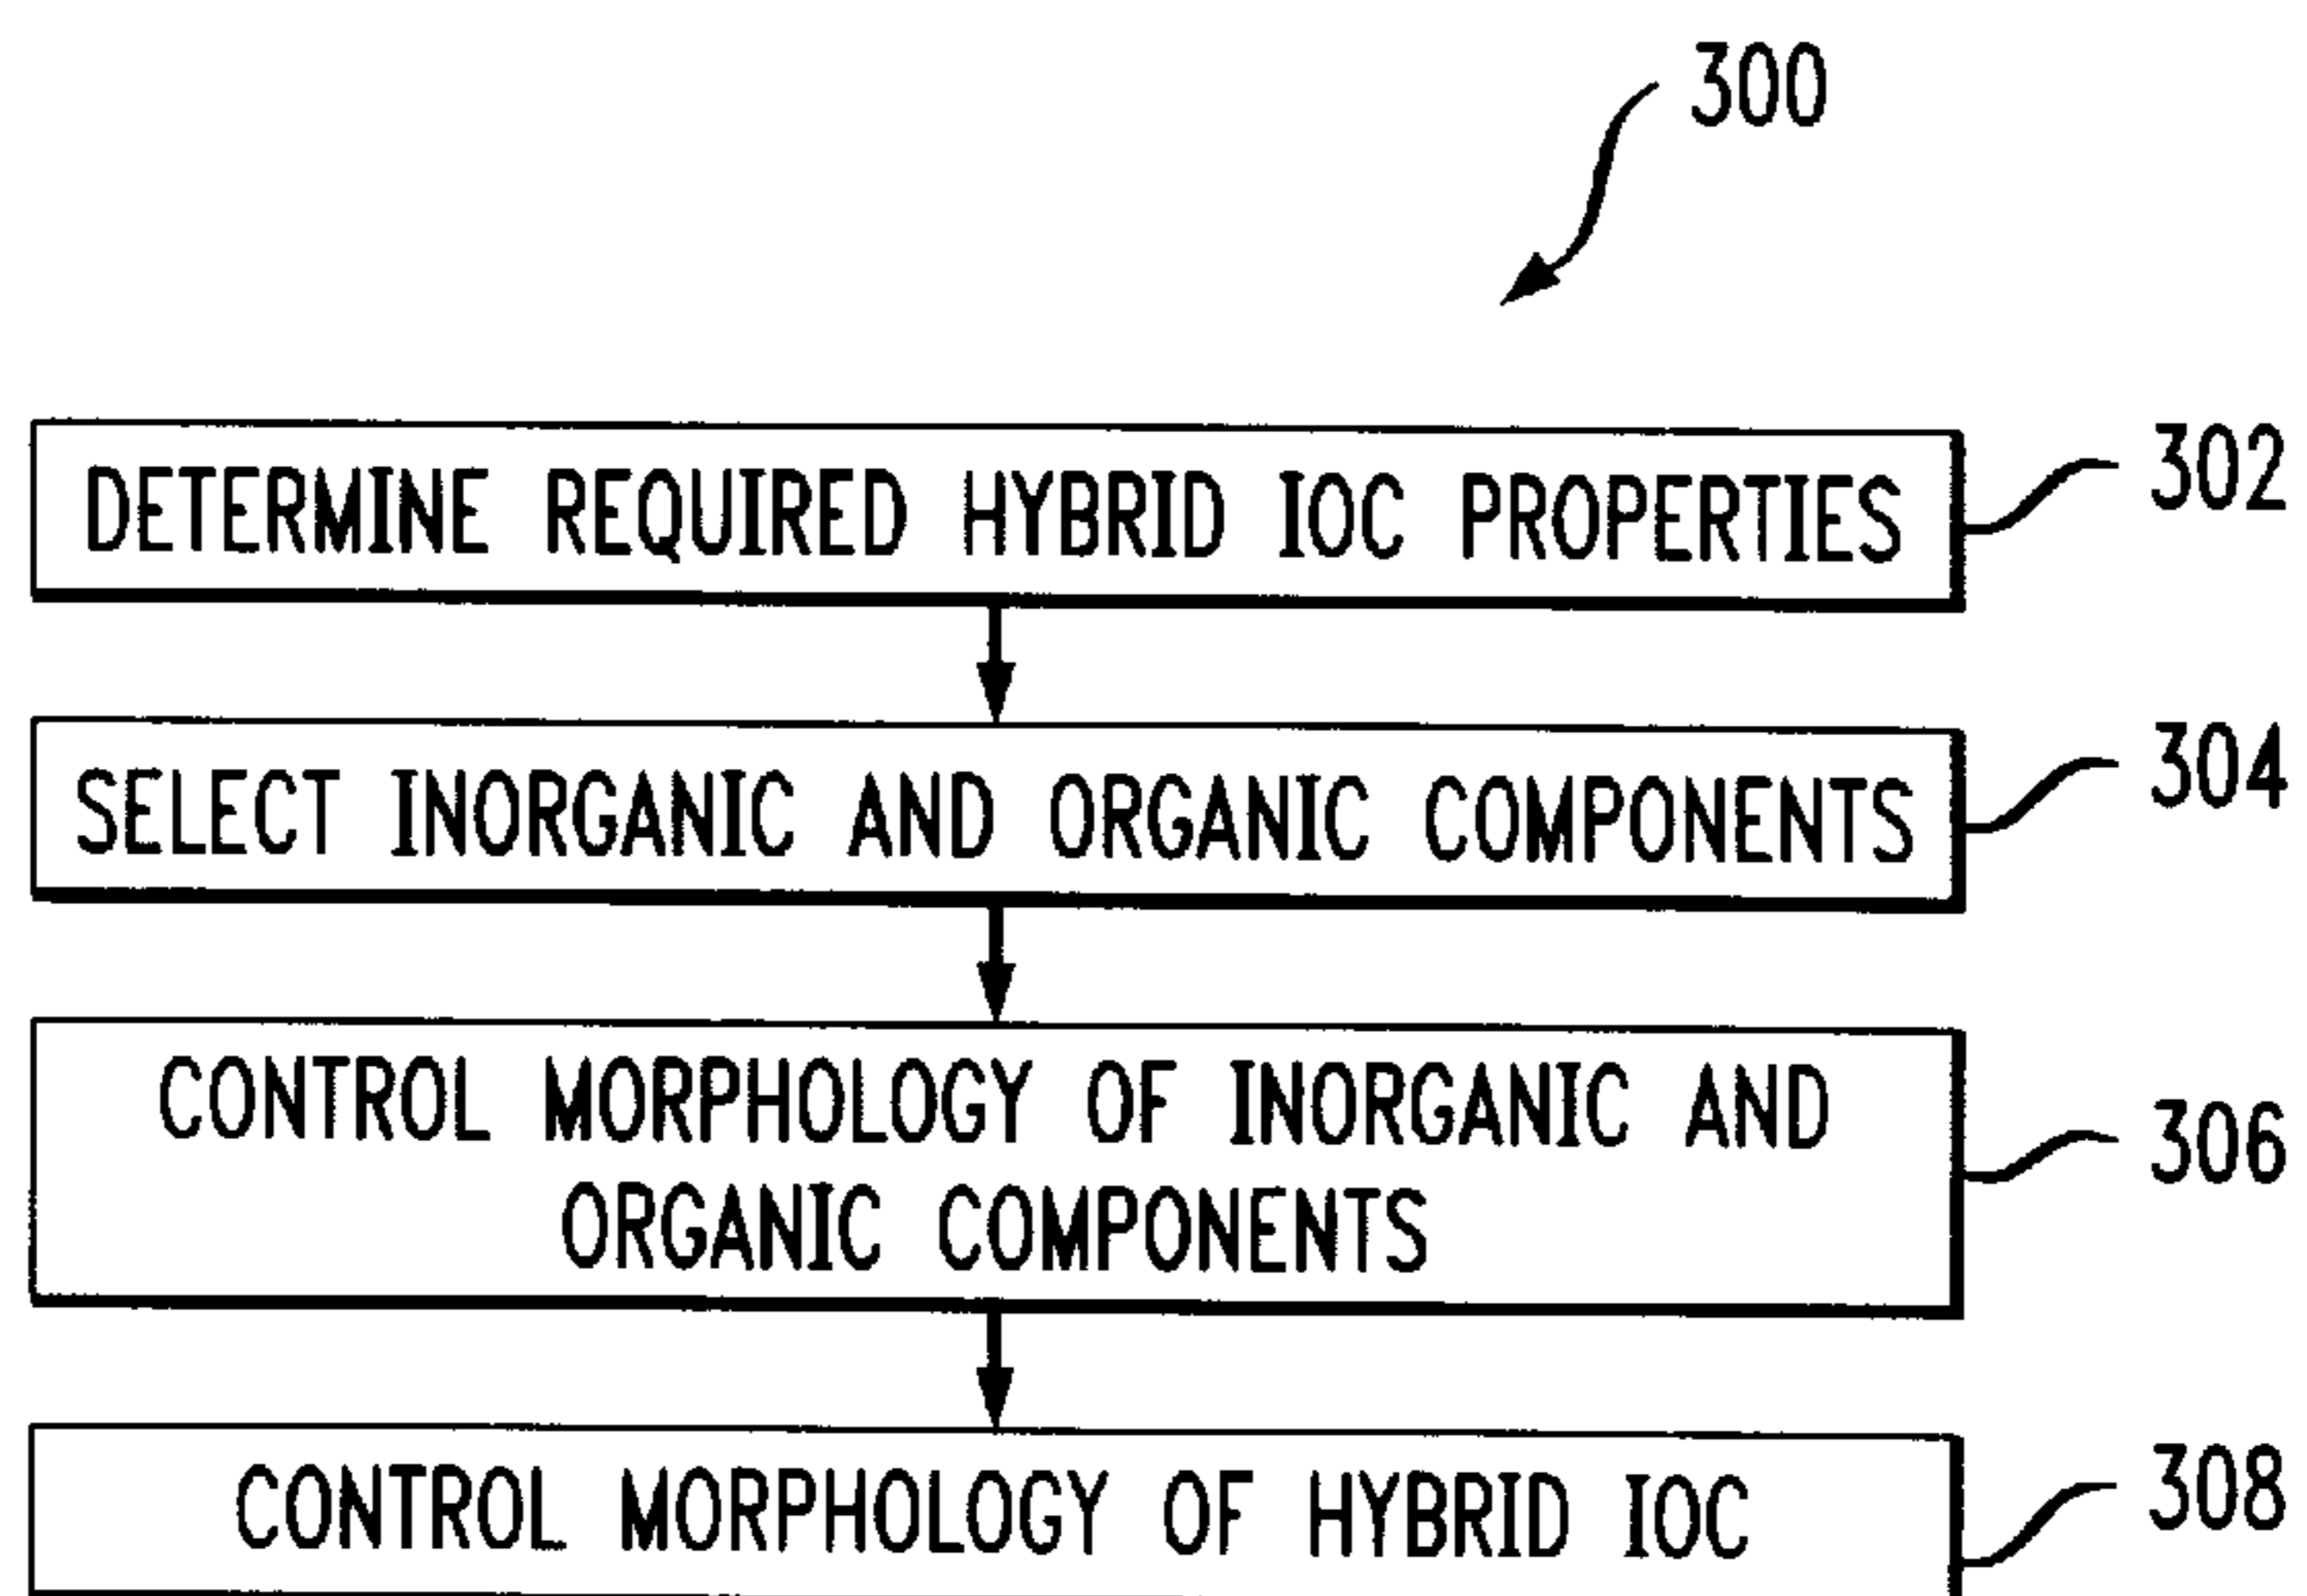 300
DETERMINE REQUIRED HYBRID IOC PROPERTIES
302
SELECT INORGANIC AND ORGANIC COMPONENTS
304
CONTROL MORPHOLOGY OF INORGANIC AND
ORGANIC COMPONENTS
306
CONTROL MORPHOLOGY OF HYBRID IOC
308